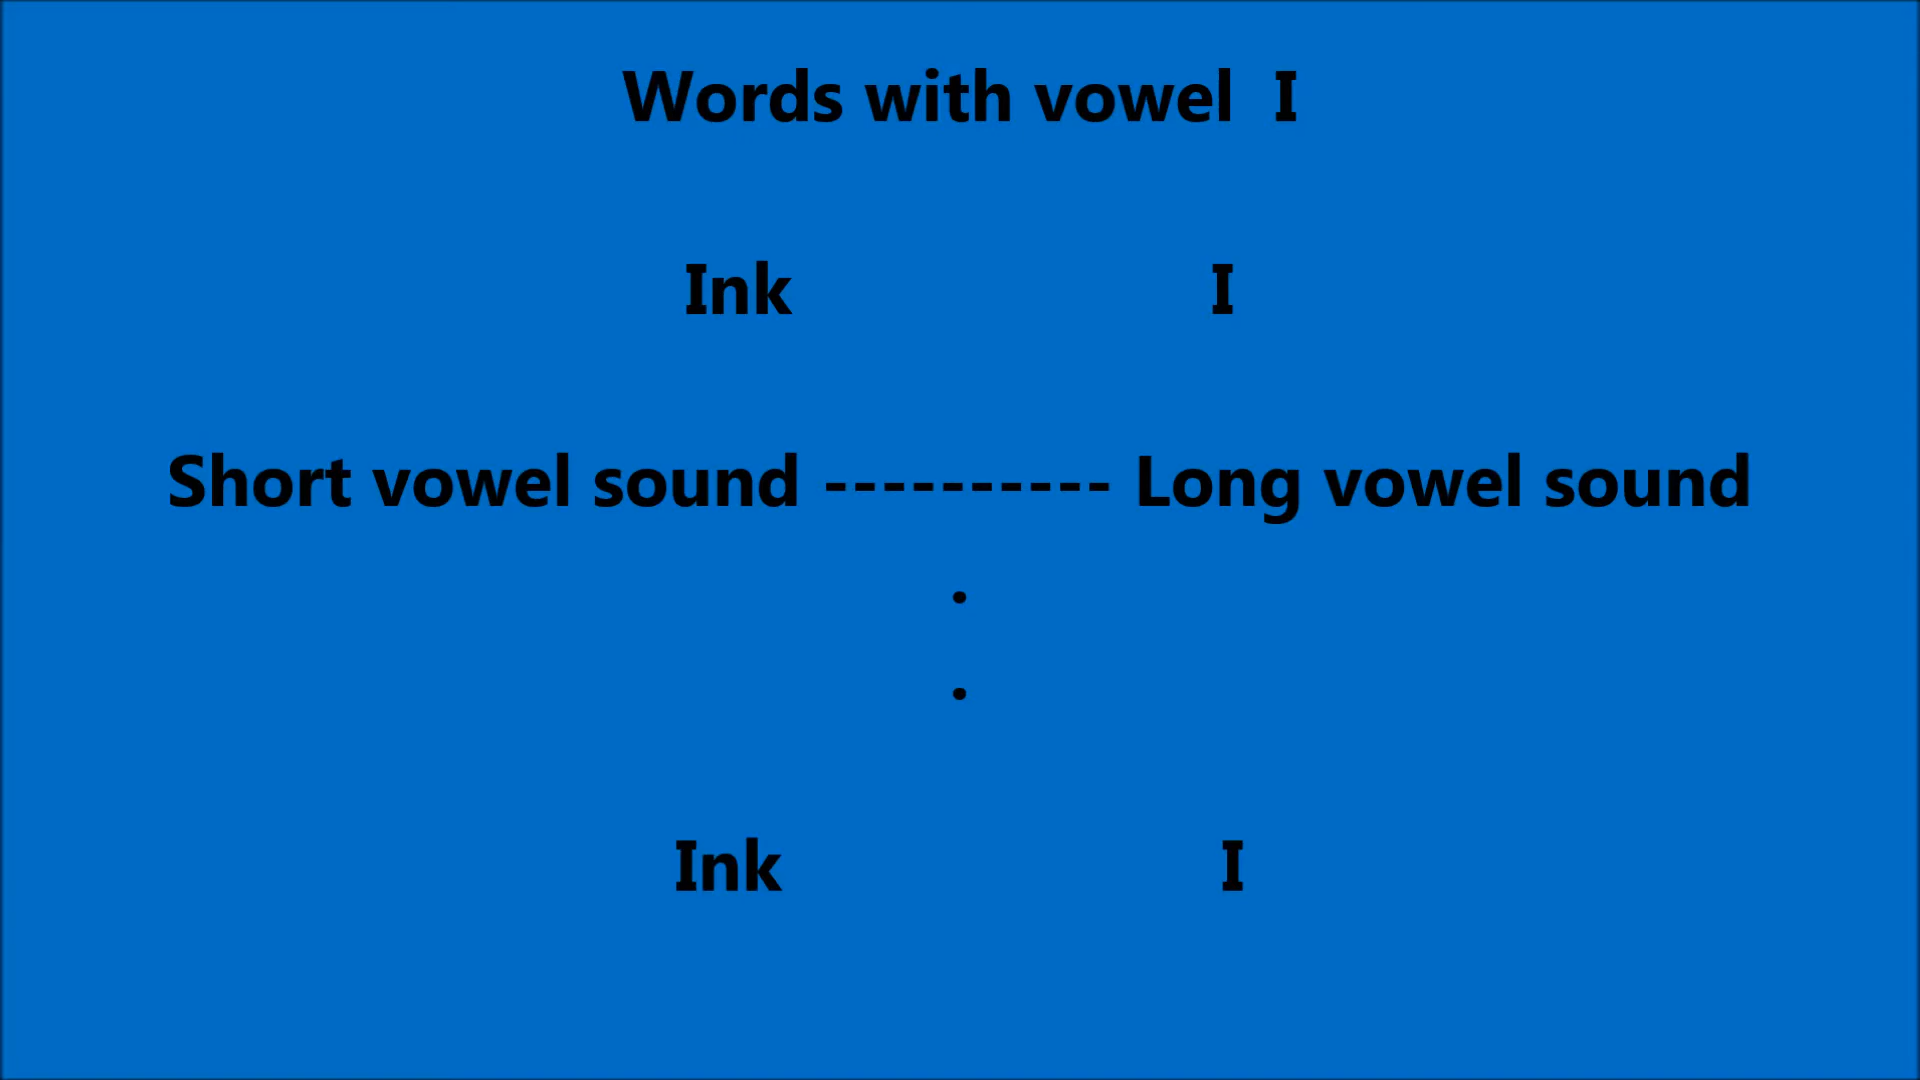 Words with vowel  I
Ink I
Short vowel sound ---------- Long vowel sound
.
.
Ink I